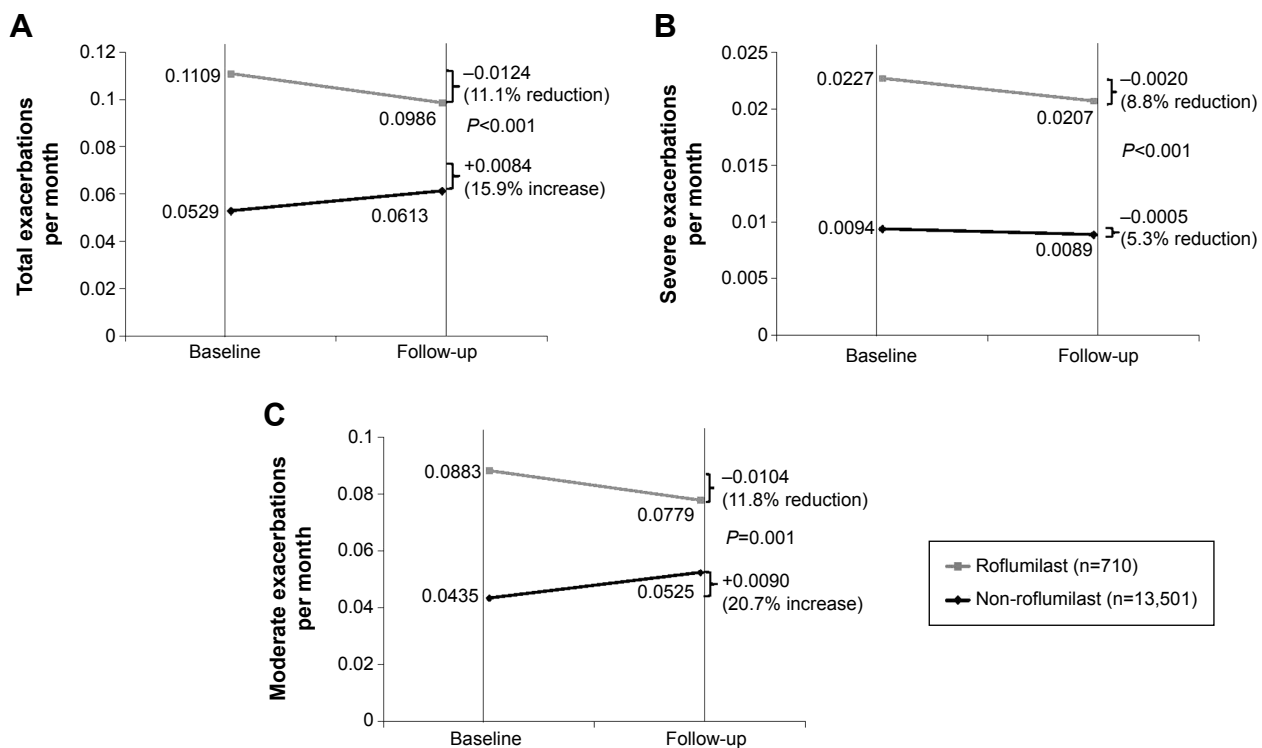 A
Total exacerbations
per month
0.12
0.1
0.08
0.06
0.04
0.02
0
0.1109
0.0986
0.0529
0.0613
–0.0124
(11.1% reduction)
P<0.001
+0.0084
(15.9% increase)
Baseline
Follow-up
B
Severe exacerbations
per month
0.025
0.02
0.015
0.01
0.005
0
0.0227
0.0207
0.0094
0.0089
–0.0020
(8.8% reduction)
P<0.001
–0.0005
(5.3% reduction)
Baseline
Follow-up
C
Moderate exacerbations
per month
0.1
0.08
0.06
0.04
0.02
0
0.0883
0.0779
0.0435
0.0525
–0.0104
(11.8% reduction)
P=0.001
+0.0090
(20.7% increase)
Baseline
Follow-up
Roflumilast (n=710)
Non-roflumilast (n=13,501)